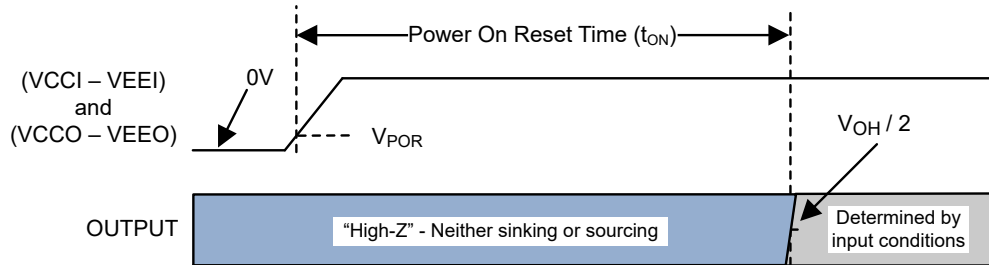 Power On Reset Time (tON)
(VCCI – VEEI)
and
(VCCO – VEEO)
0V
VPOR
VOH / 2
OUTPUT
“High-Z” - Neither sinking or sourcing
Determined by
input conditions